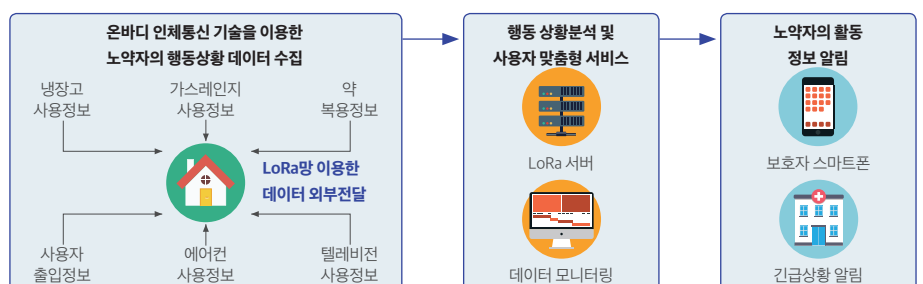 온바디 인체통신 기술을 이용한
노약자의 행동상황 데이터 수집
냉장고
사용정보
가스레인지
사용정보
약
복용정보
LoRa망 이용한
데이터 외부전달
사용자
출입정보
에어컨
사용정보
텔레비전
사용정보
행동 상황분석 및
사용자 맞춤형 서비스
LoRa 서버
데이터 모니터링
노약자의 활동
정보 알림
보호자 스마트폰
긴급상황 알림